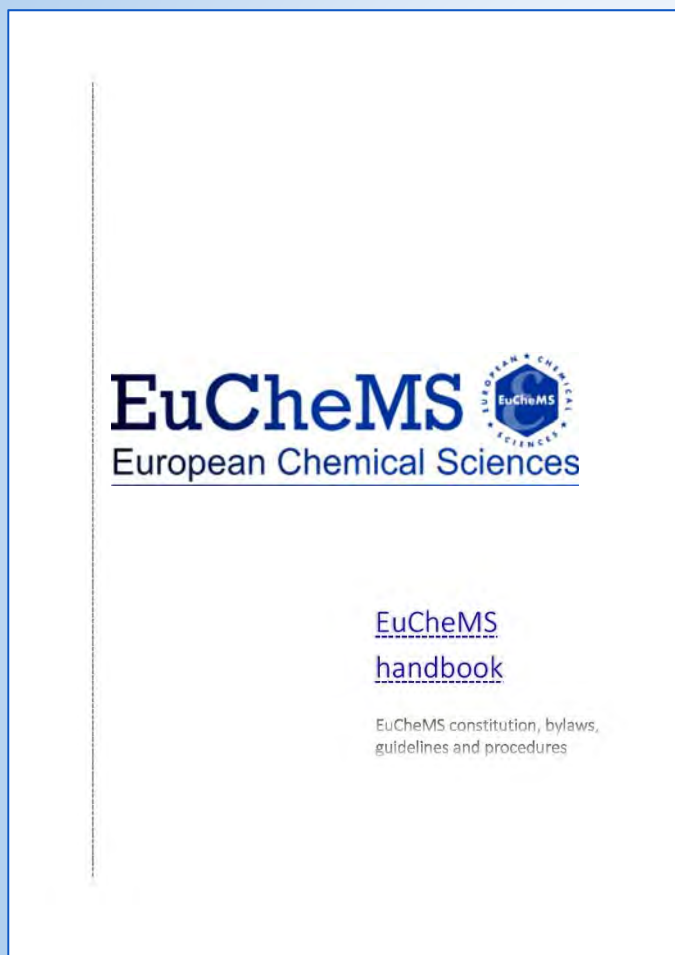 EuCheMS
EUROPEAN ★ CHEMICAL ★ SCIENCES ★
EuCheMS
European Chemical Sciences
EuCheMS
handbook
EuCheMS constitution, bylaws,
guidelines and procedures